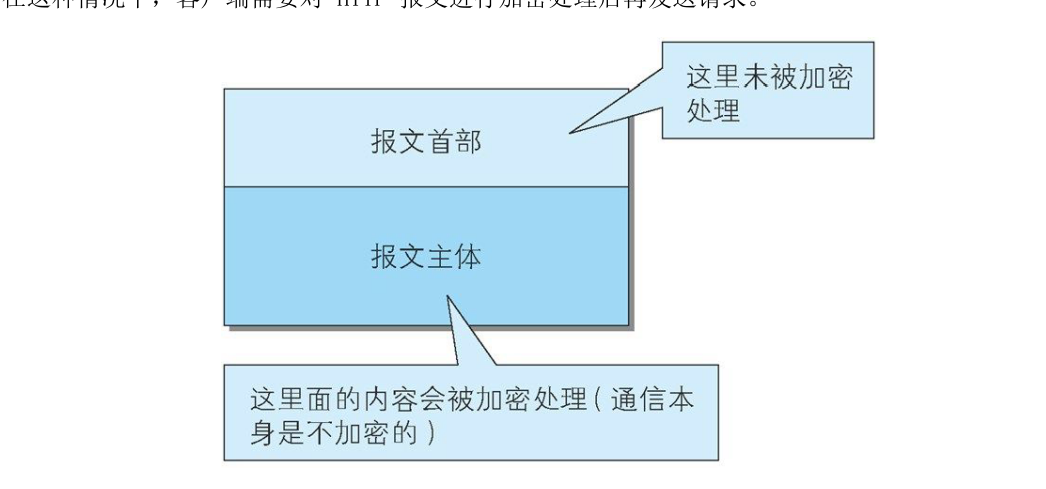 在这种情况下，客户端需要对 HTTP 报文进行加密处理后再发送请求。
这里未被加密
处理
报文首部
报文主体
这里面的内容会被加密处理（通信本
身是不加密的）